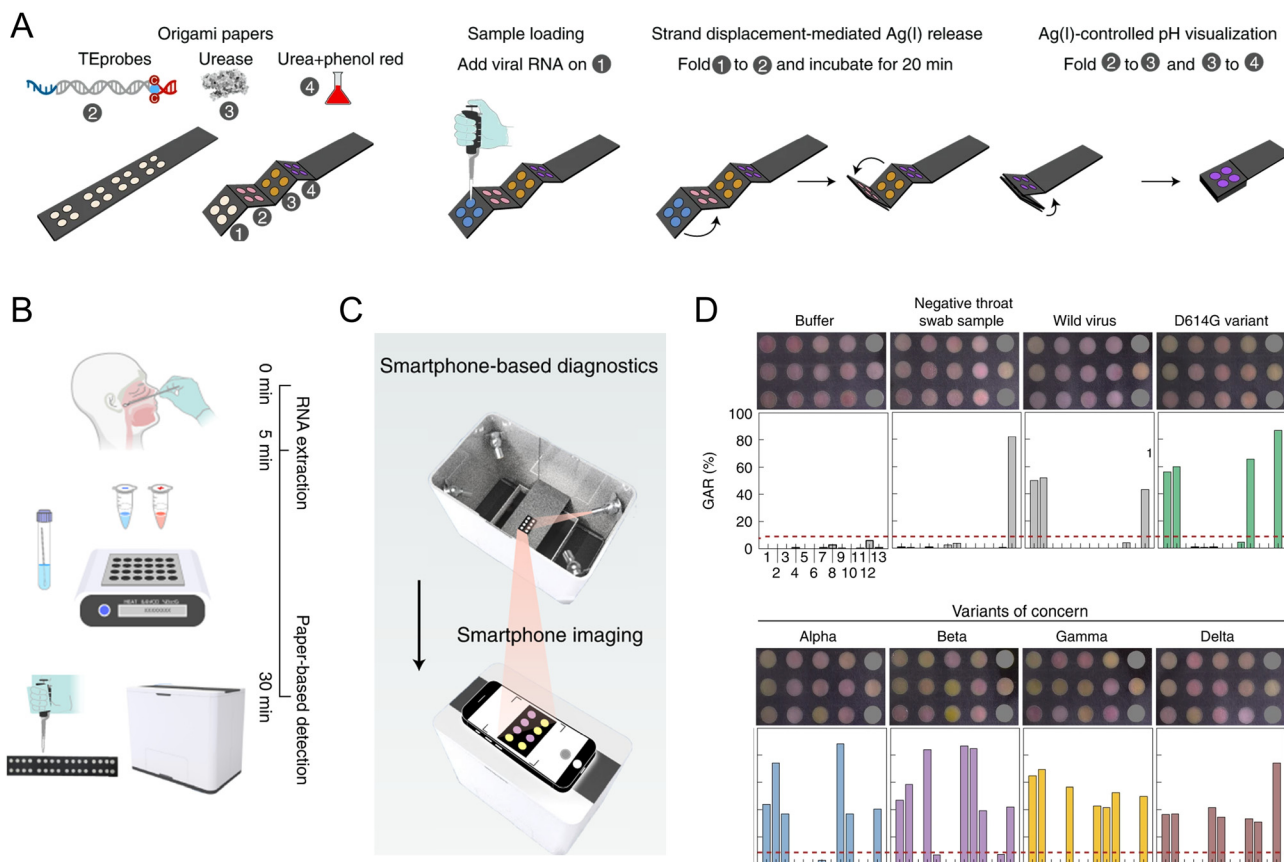 A
Origami papers
TEprobes
Urease
Urea+phenol red
C
C
2
3
4
1
2
3
4
Sample loading
Add viral RNA on 1
Strand displacement-mediated Ag(I) release
Fold 1 to 2 and incubate for 20 min
Ag(I)-controlled pH visualization
Fold 2 to 3 and 3 to 4
B
0 min
RNA extraction
5 min
Paper-based detection
30 min
C
Smartphone-based diagnostics
Smartphone imaging
D
Buffer
Negative throat
swab sample
Wild virus
D614G variant
GAR (%)
100
80
60
40
20
0
1 3 5 7 9 11 13
2 4 6 8 10 12
1
Variants of concern
Alpha
Beta
Gamma
Delta